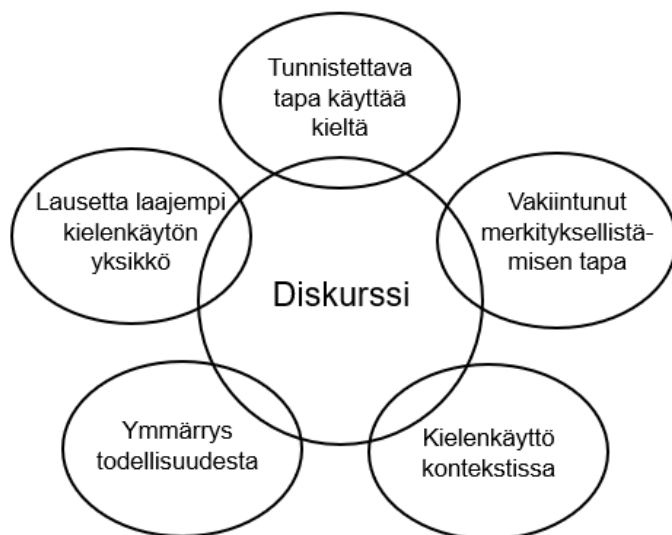 Tunnistettava
tapa käyttää
kieltä
Lausetta laajempi
kielenkäytön
yksikkö
Vakiintunut
merkityksellistä-
misen tapa
Diskurssi
Ymmärrys
todellisuudesta
Kielenkäyttö
kontekstissa